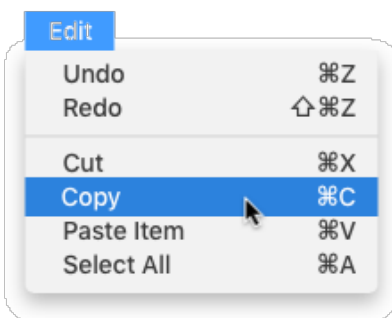 Edit
Undo ⌘Z
Redo ⇧⌘Z
Cut ⌘X
Copy ⌘C
Paste Item ⌘V
Select All ⌘A